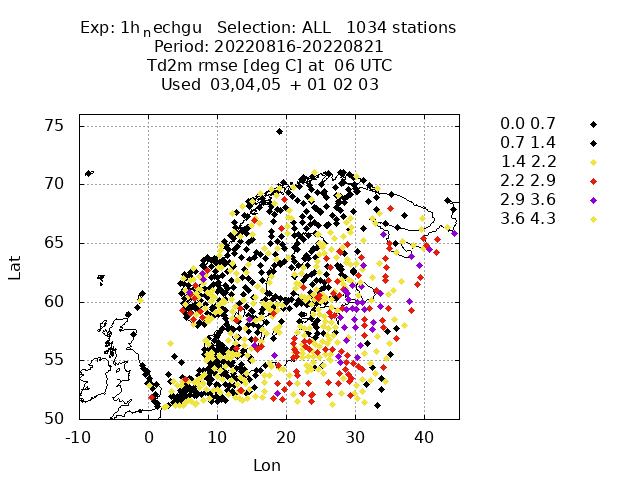 Exp: 1h nechgu   Selection: ALL   1034 stations
Period: 20220816-20220821
Td2m rmse [deg C] at  06 UTC
Used  03,04,05  + 01 02 03
0.0 0.7
0.7 1.4
1.4 2.2
2.2 2.9
2.9 3.6
3.6 4.3
75
70
65
60
55
50
Lat
-10 0 10 20 30 40
Lon